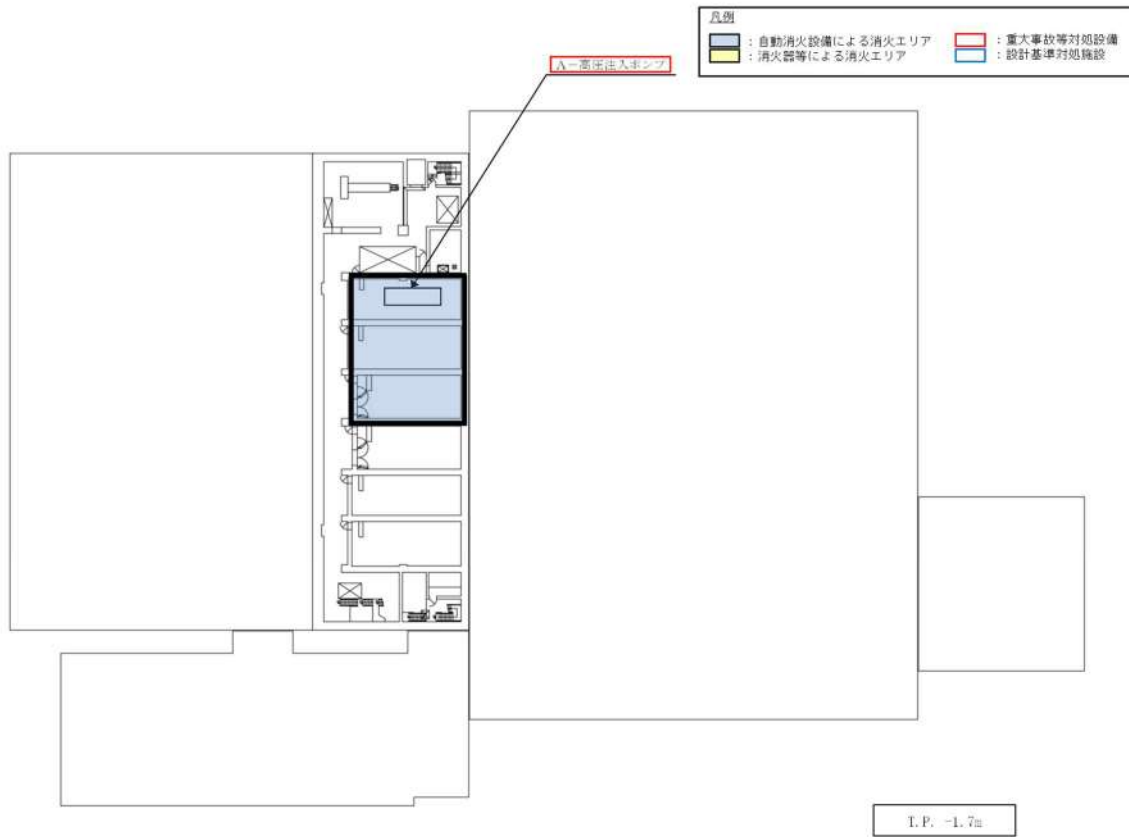 凡例
：自動消火設備による消火エリア
：重大事故等対処設備
：消火器等による消火エリア
：設計基準対処施設
A－高圧注入ポンプ
T.P. -1.7m